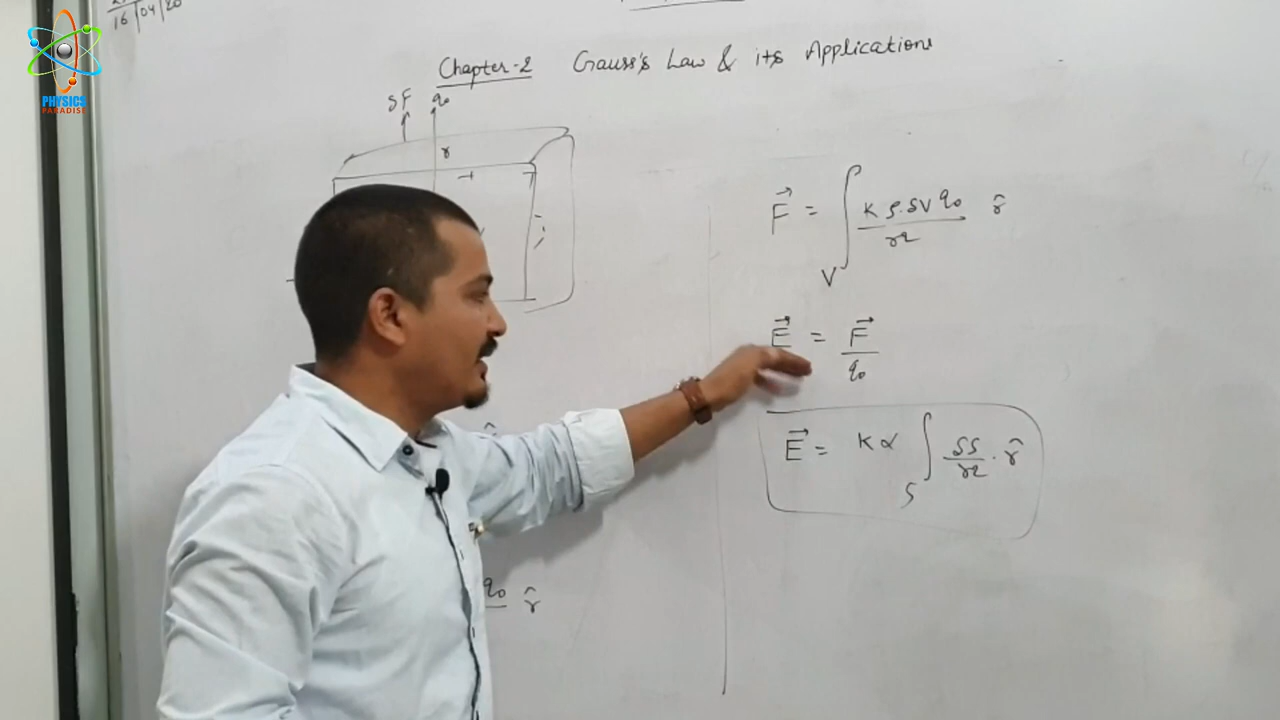 16/04/20
PHYSICS
PARADISE
Chapter-2 Gauss's Law & its Applications
δF q₀
r
F⃗ = ∫ K ρ.δV q₀ / r² r̂
V
E⃗ = F⃗ / q₀
E⃗ = K α ∫ δS / r² . r̂
S
q₀ r̂